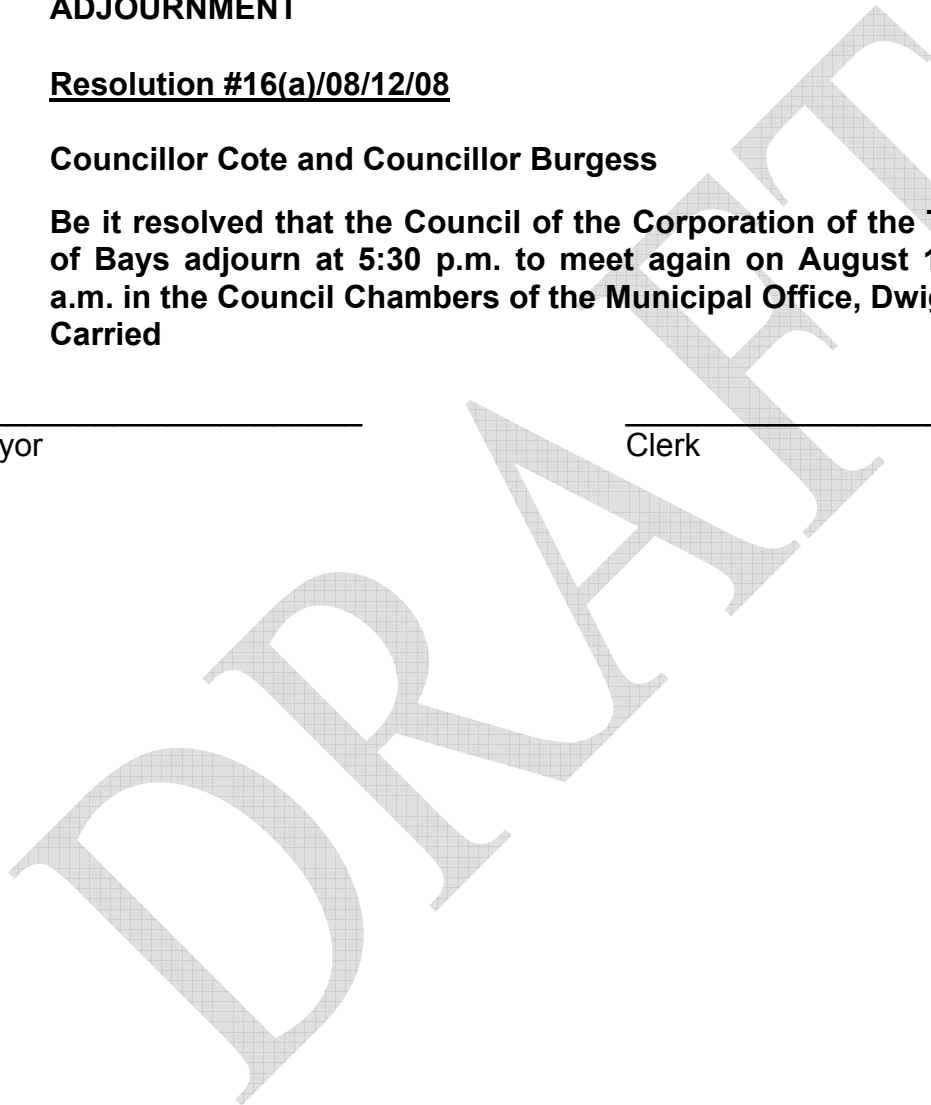 ADJOURNMENT
Resolution #16(a)/08/12/08
Councillor Cote and Councillor Burgess
Be it resolved that the Council of the Corporation of the
of Bays adjourn at 5:30 p.m. to meet again on August
a.m. in the Council Chambers of the Municipal Office,
Carried
Clerk
DRAFT